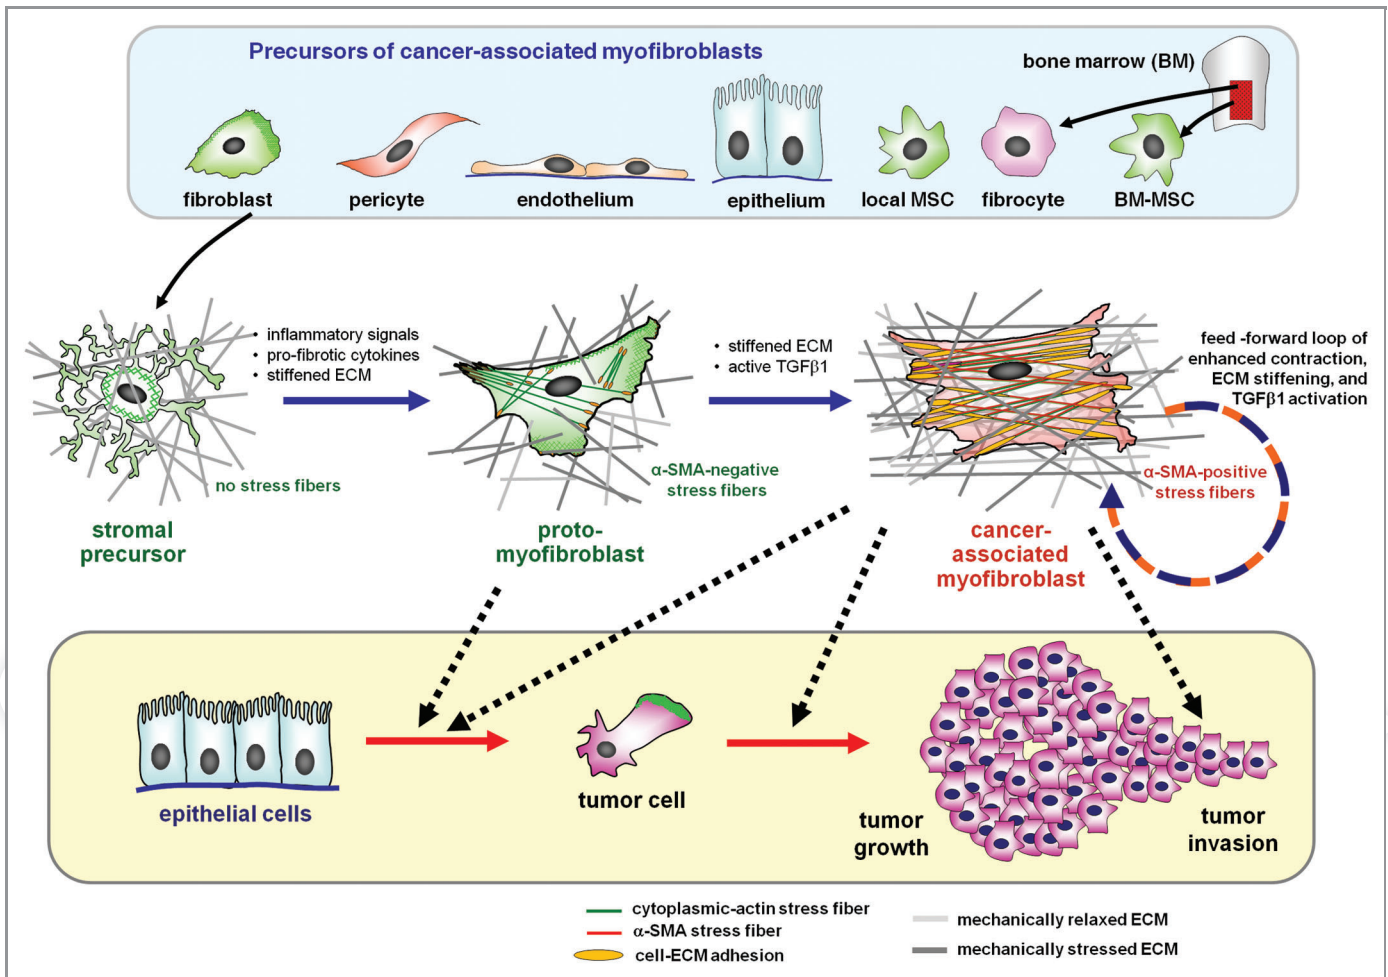 Precursors of cancer-associated myofibroblasts
bone marrow (BM)
fibroblast
pericyte
endothelium
epithelium
local MSC
fibrocyte
BM-MSC
• inflammatory signals
• pro-fibrotic cytokines
• stiffened ECM
• stiffened ECM
• active TGFβ1
feed -forward loop of
enhanced contraction,
ECM stiffening, and
TGFβ1 activation
no stress fibers
α-SMA-negative
stress fibers
α-SMA-positive
stress fibers
stromal
precursor
proto-
myofibroblast
cancer-
associated
myofibroblast
epithelial cells
tumor cell
tumor
growth
tumor
invasion
cytoplasmic-actin stress fiber
α-SMA stress fiber
cell-ECM adhesion
mechanically relaxed ECM
mechanically stressed ECM